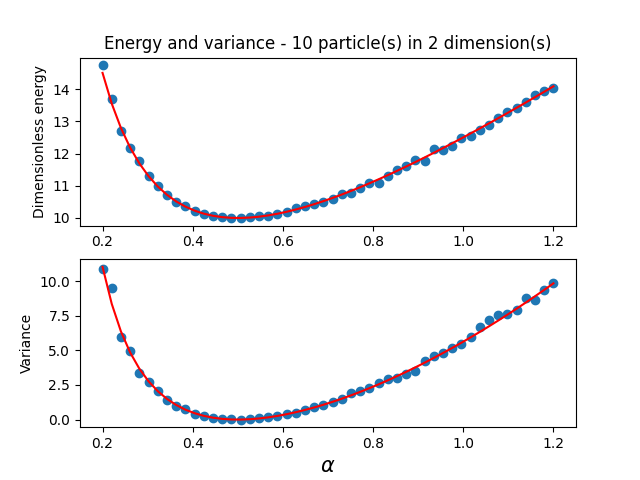 Energy and variance - 10 particle(s) in 2 dimension(s)
Dimensionless energy
14
13
12
11
10
0.2 0.4 0.6 0.8 1.0 1.2
Variance
10.0
7.5
5.0
2.5
0.0
0.2 0.4 0.6 0.8 1.0 1.2
α